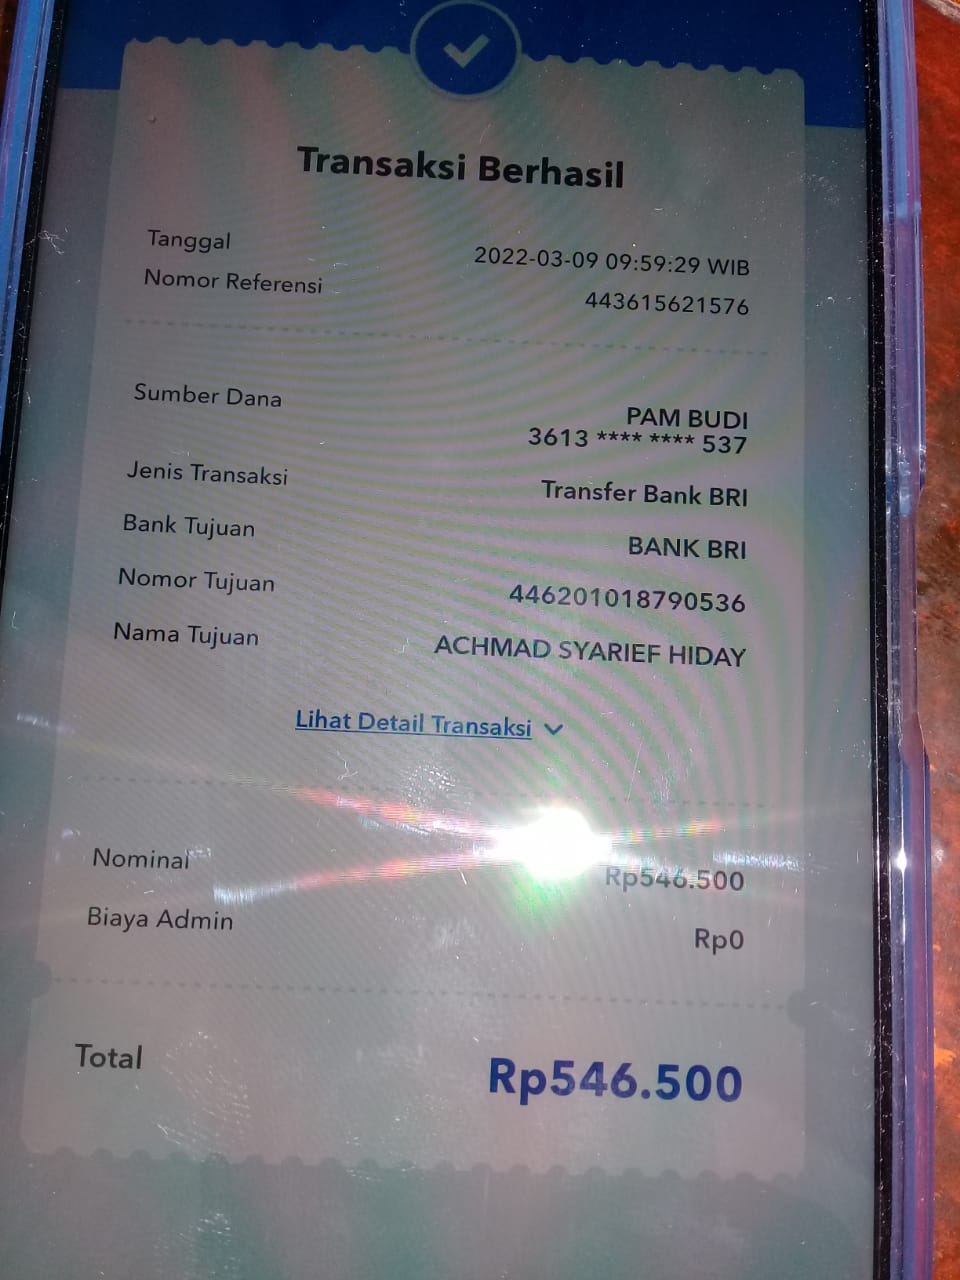 Transaksi Berhasil
Tanggal 2022-03-09 09:59:29 WIB
Nomor Referensi 443615621576
Sumber Dana PAM BUDI
3613 **** **** 537
Jenis Transaksi Transfer Bank BRI
Bank Tujuan BANK BRI
Nomor Tujuan 446201018790536
Nama Tujuan ACHMAD SYARIEF HIDAY
Lihat Detail Transaksi
Nominal Rp546.500
Biaya Admin Rp0
Total Rp546.500